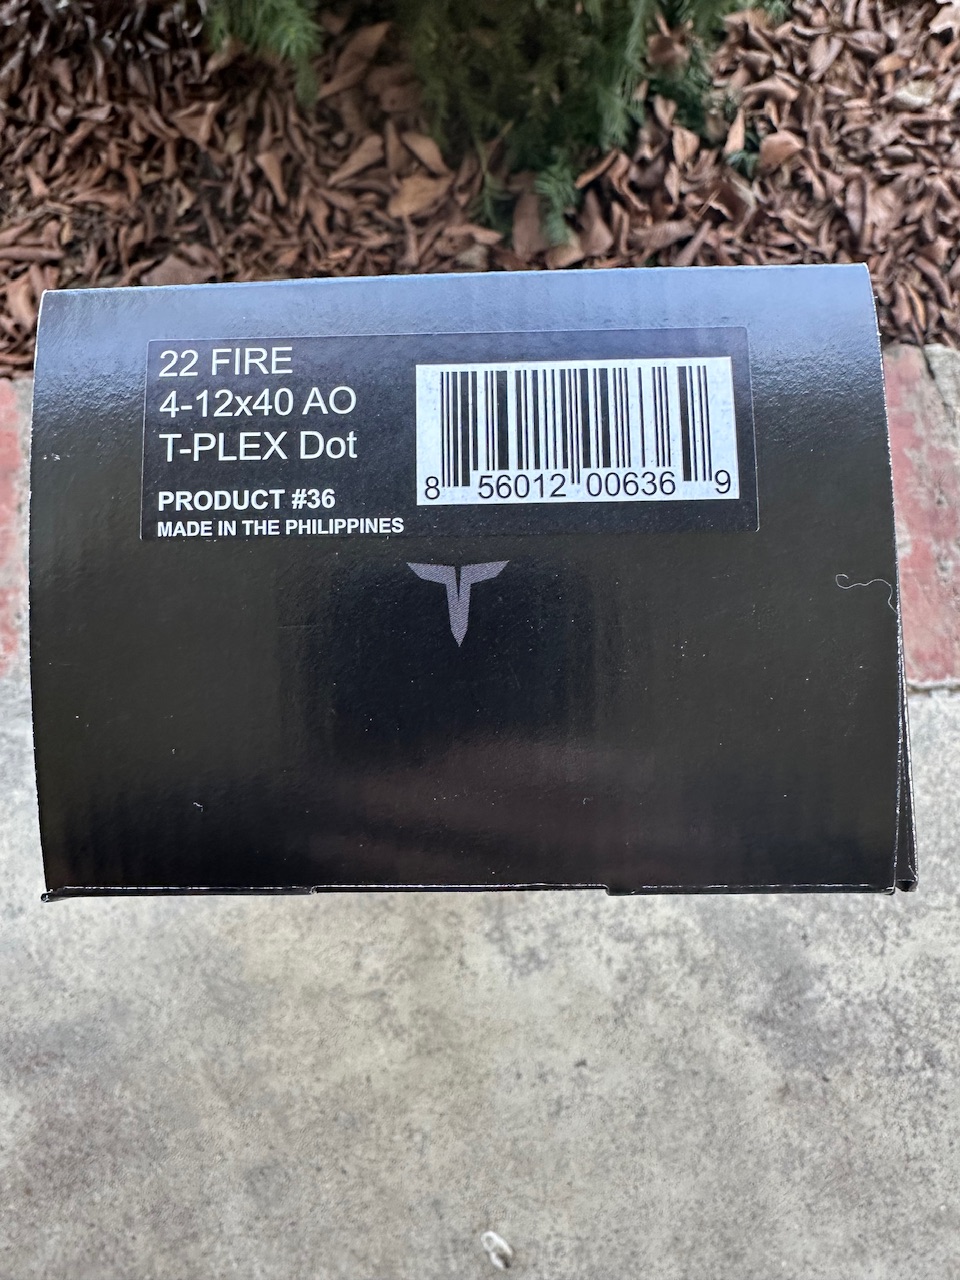 22 FIRE
4-12x40 AO
T-PLEX Dot
PRODUCT #36
MADE IN THE PHILIPPINES
8 56012 00636 9